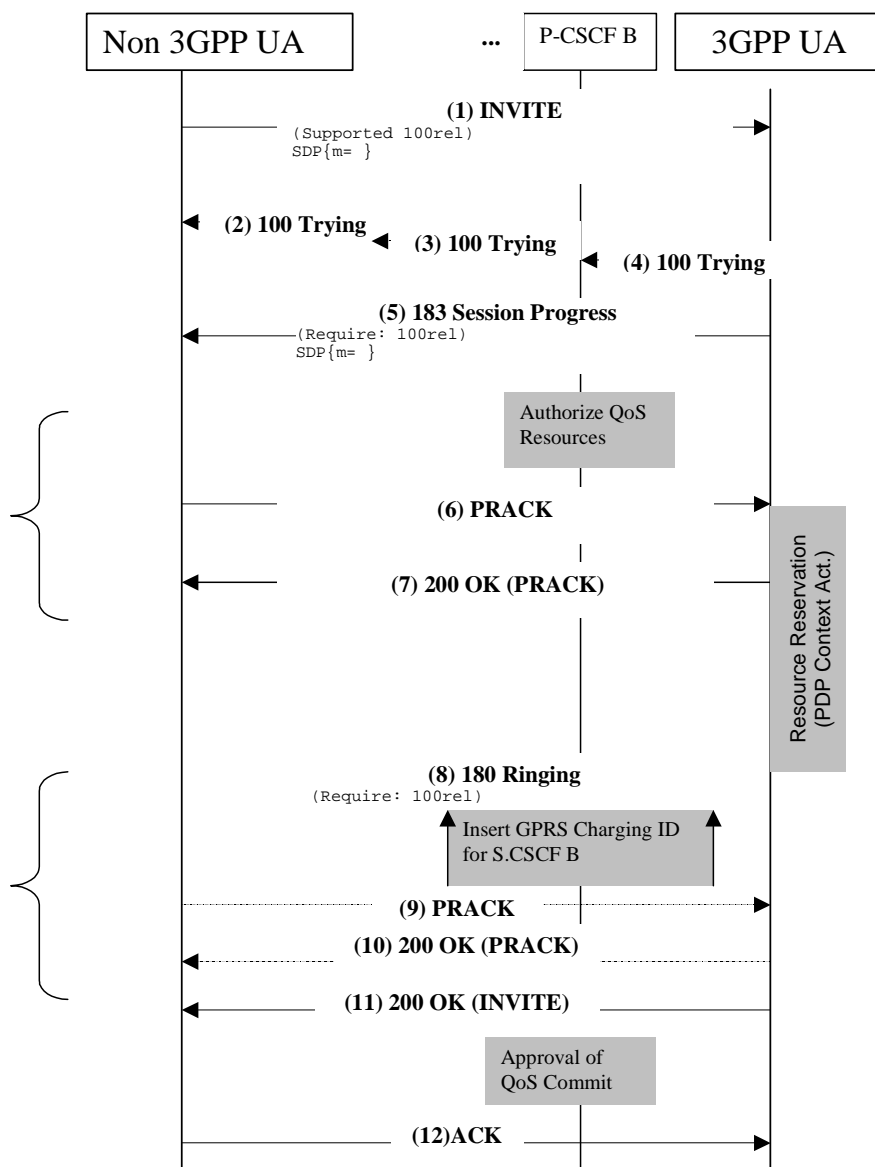 Non 3GPP UA
...
P-CSCF B
3GPP UA
(1) INVITE
(Supported 100rel)
SDP{m= }
(2) 100 Trying
(3) 100 Trying
(4) 100 Trying
(5) 183 Session Progress
(Require: 100rel)
SDP{m= }
Authorize QoS
Resources
(6) PRACK
(7) 200 OK (PRACK)
Resource Reservation
(PDP Context Act.)
(8) 180 Ringing
(Require: 100rel)
Insert GPRS Charging ID
for S.CSCF B
(9) PRACK
(10) 200 OK (PRACK)
(11) 200 OK (INVITE)
Approval of
QoS Commit
(12)ACK